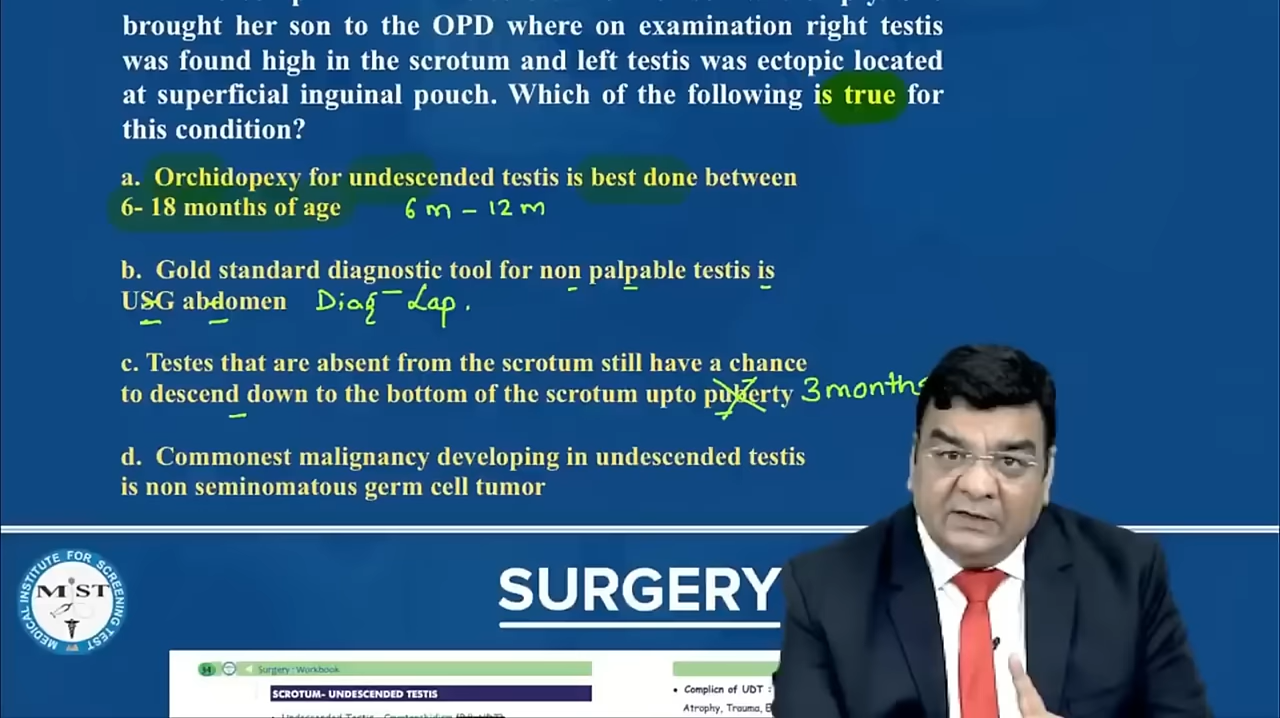 brought her son to the OPD where on examination right testis
was found high in the scrotum and left testis was ectopic located
at superficial inguinal pouch. Which of the following is true for
this condition?
a. Orchidopexy for undescended testis is best done between
6- 18 months of age 6 m - 12 m
b. Gold standard diagnostic tool for non palpable testis is
USG abdomen Diag - Lap.
c. Testes that are absent from the scrotum still have a chance
to descend down to the bottom of the scrotum upto puberty 3 months
d. Commonest malignancy developing in undescended testis
is non seminomatous germ cell tumor
MEDICAL INSTITUTE FOR SCREENING TEST
MIST
SURGERY
Surgery : Workbook
SCROTUM- UNDESCENDED TESTIS
• Undescended Testis - Cryptorchidism
• Complicn of UDT :
Atrophy, Trauma,